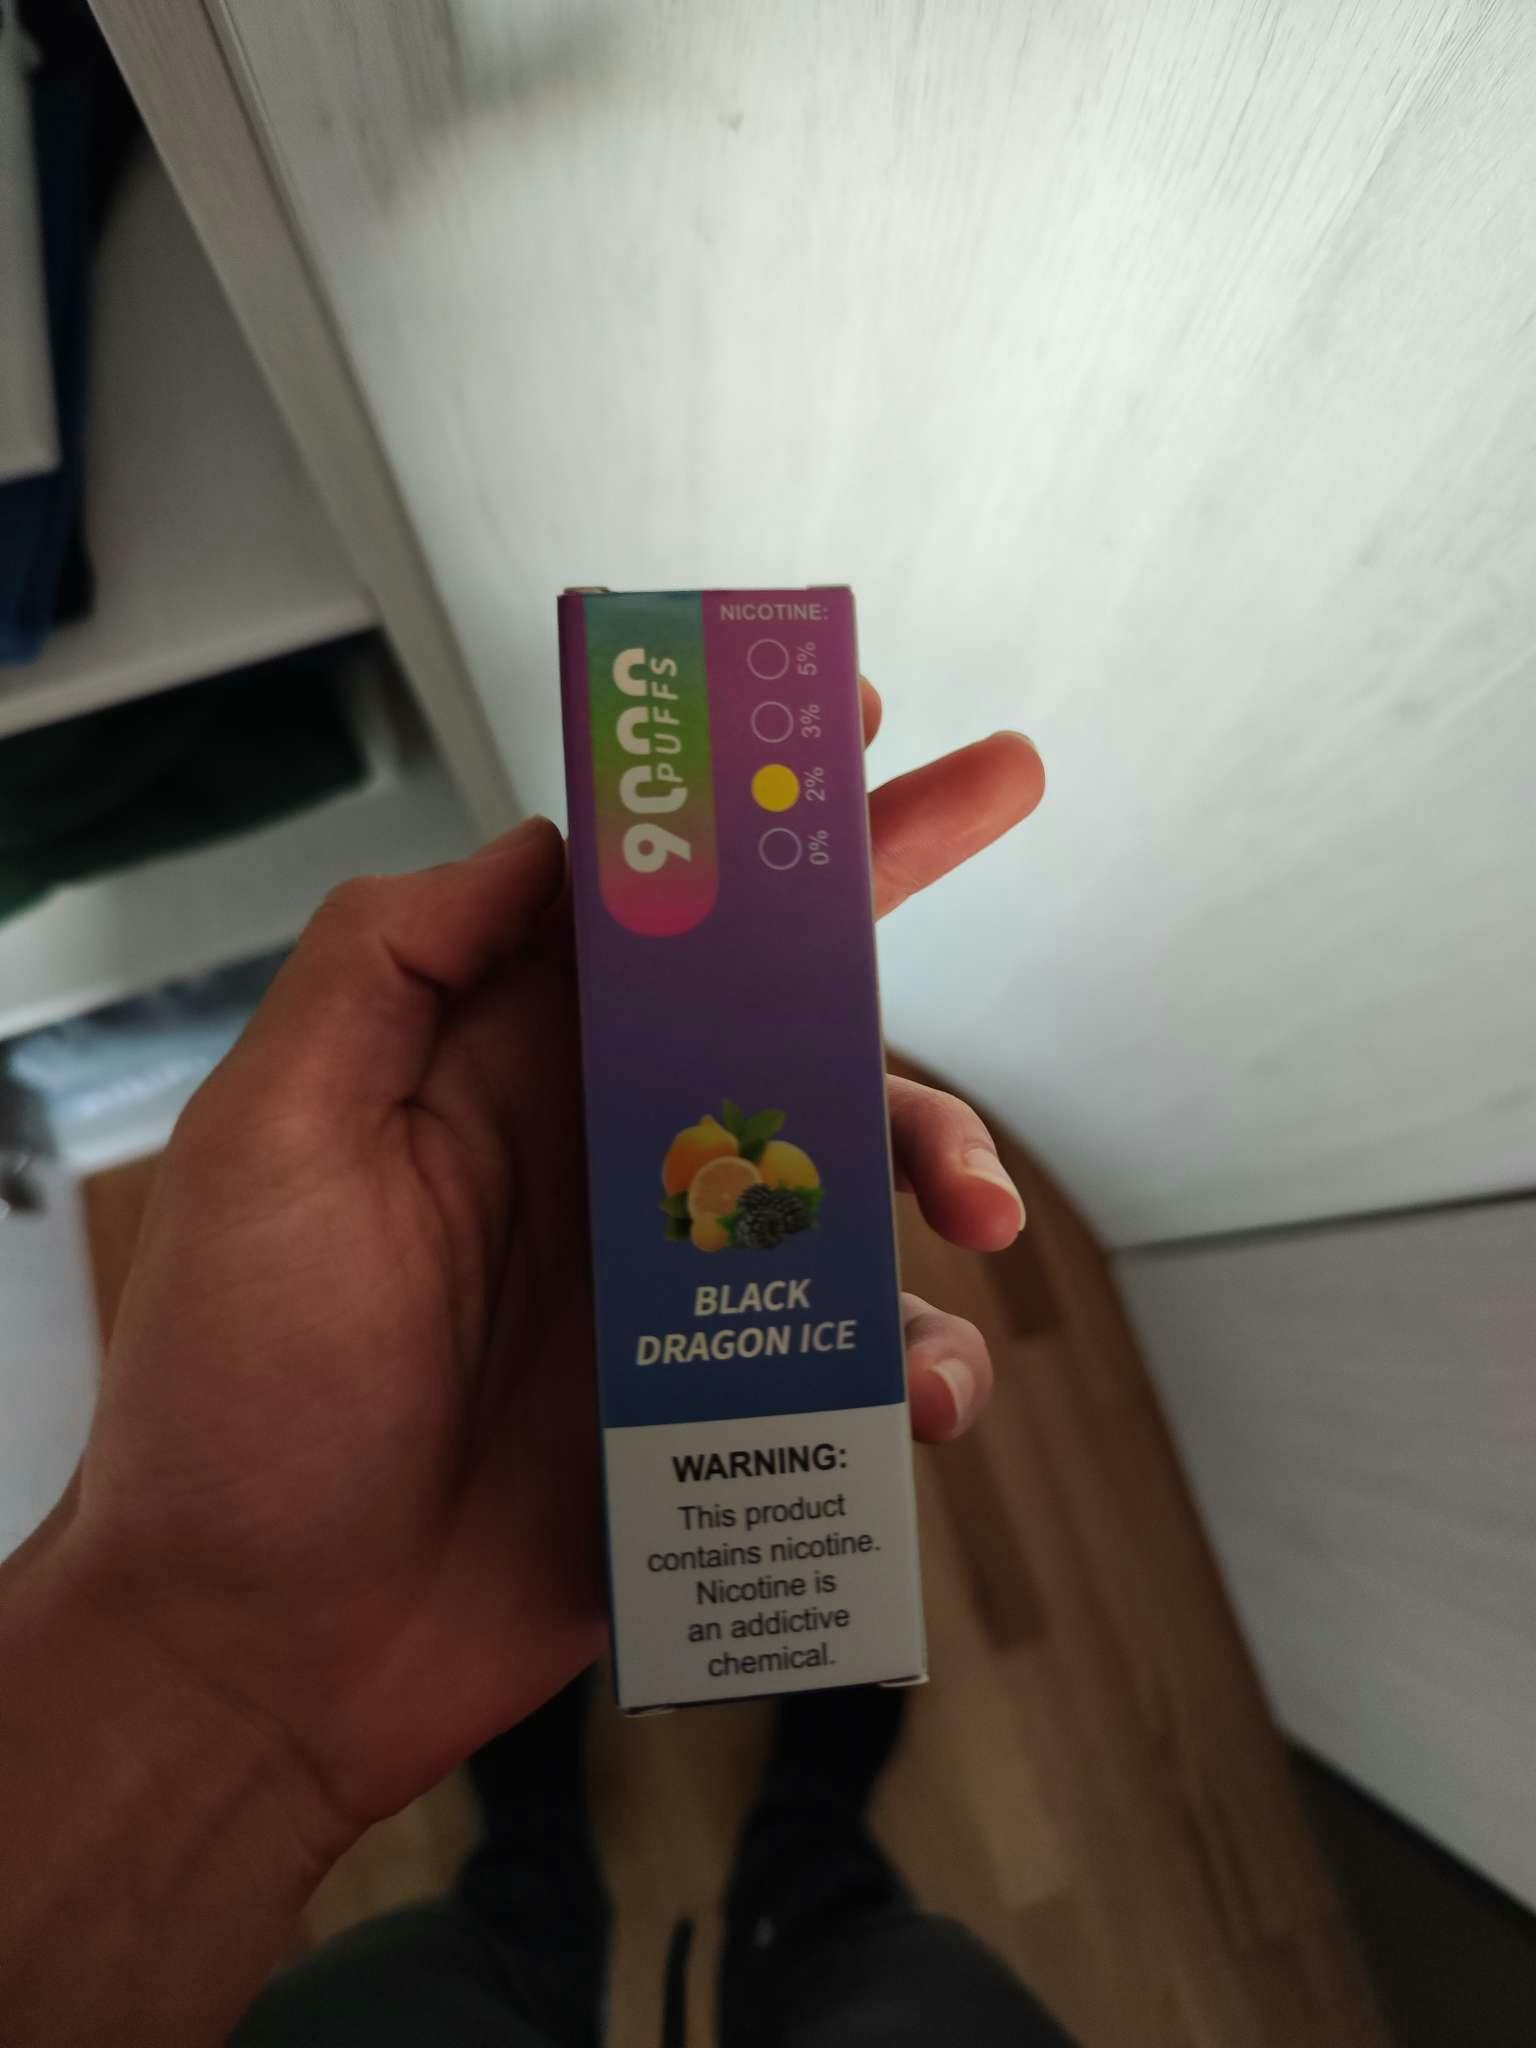 9000
PUFFS
NICOTINE:
5%
3%
2%
0%
BLACK
DRAGON ICE
WARNING:
This product
contains nicotine.
Nicotine is
an addictive
chemical.